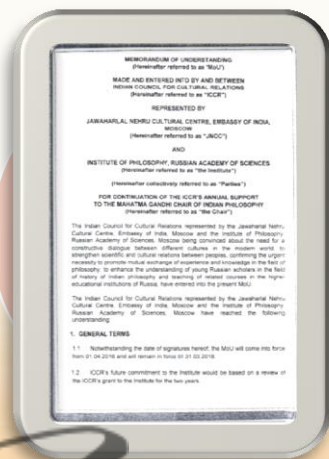 MEMORANDUM OF UNDERSTANDING
(Hereinafter referred to as "MoU")
MADE AND ENTERED INTO BY AND BETWEEN
INDIAN COUNCIL FOR CULTURAL RELATIONS
(Hereinafter referred to as "ICCR")
REPRESENTED BY
JAWAHARLAL NEHRU CULTURAL CENTRE, EMBASSY OF INDIA,
MOSCOW
(Hereinafter referred to as "JNCC")
AND
INSTITUTE OF PHILOSOPHY, RUSSIAN ACADEMY OF SCIENCES
(Hereinafter referred to as "the Institute")
(Hereinafter collectively referred to as "Parties")
FOR CONTINUATION OF THE ICCR'S ANNUAL SUPPORT
TO THE MAHATMA GANDHI CHAIR OF INDIAN PHILOSOPHY
(Hereinafter referred to as "the Chair")
The Indian Council for Cultural Relations represented by the Jawaharlal Nehru
Cultural Centre, Embassy of India, Moscow and the Institute of Philosophy,
Russian Academy of Sciences, Moscow being convinced about the need for a
constructive dialogue between different cultures in the modern world to
strengthen scientific and cultural relations between peoples, confirming the urgent
necessity to promote mutual exchange of experience and knowledge in the field of
philosophy, to enhance the understanding of young Russian scholars in the field
of history of Indian philosophy and teaching of related courses in the higher
educational institutions of Russia, have entered into the present MoU.
The Indian Council for Cultural Relations represented by the Jawaharlal Nehru
Cultural Centre, Embassy of India, Moscow and the Institute of Philosophy,
Russian Academy of Sciences, Moscow have reached the following
understanding:
1. GENERAL TERMS
1.1 Notwithstanding the date of signatures hereof, the MoU will come into force
from 01.04.2016 and will remain in force till 31.03.2018.
1.2 ICCR's future commitment to the Institute would be based on a review of
the ICCR's grant to the Institute for the two years.